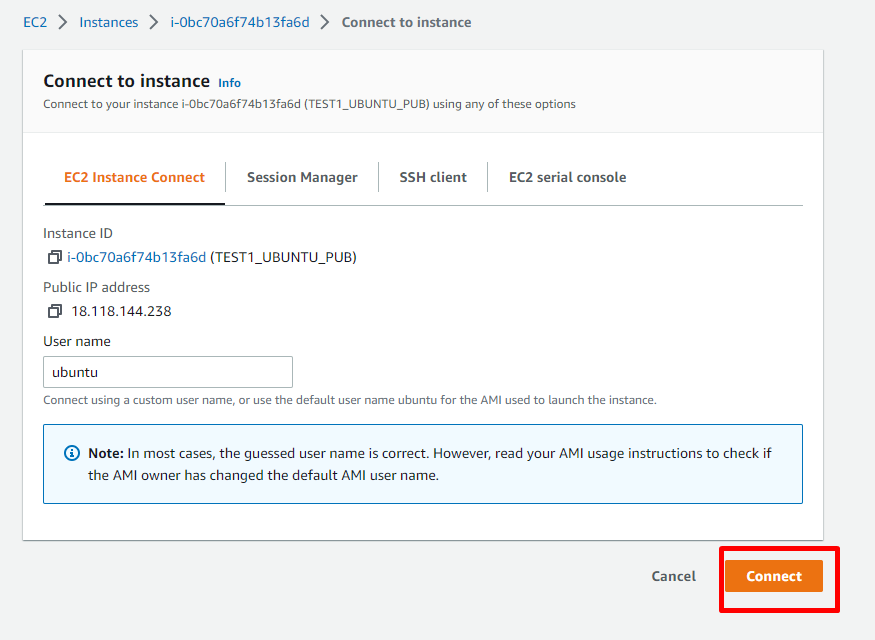 EC2 > Instances > i-0bc70a6f74b13fa6d > Connect to instance
Connect to instance Info
Connect to your instance i-0bc70a6f74b13fa6d (TEST1_UBUNTU_PUB) using any of these options
EC2 Instance Connect Session Manager SSH client EC2 serial console
Instance ID
i-0bc70a6f74b13fa6d (TEST1_UBUNTU_PUB)
Public IP address
18.118.144.238
User name
ubuntu
Connect using a custom user name, or use the default user name ubuntu for the AMI used to launch the instance.
Note: In most cases, the guessed user name is correct. However, read your AMI usage instructions to check if
the AMI owner has changed the default AMI user name.
Cancel Connect